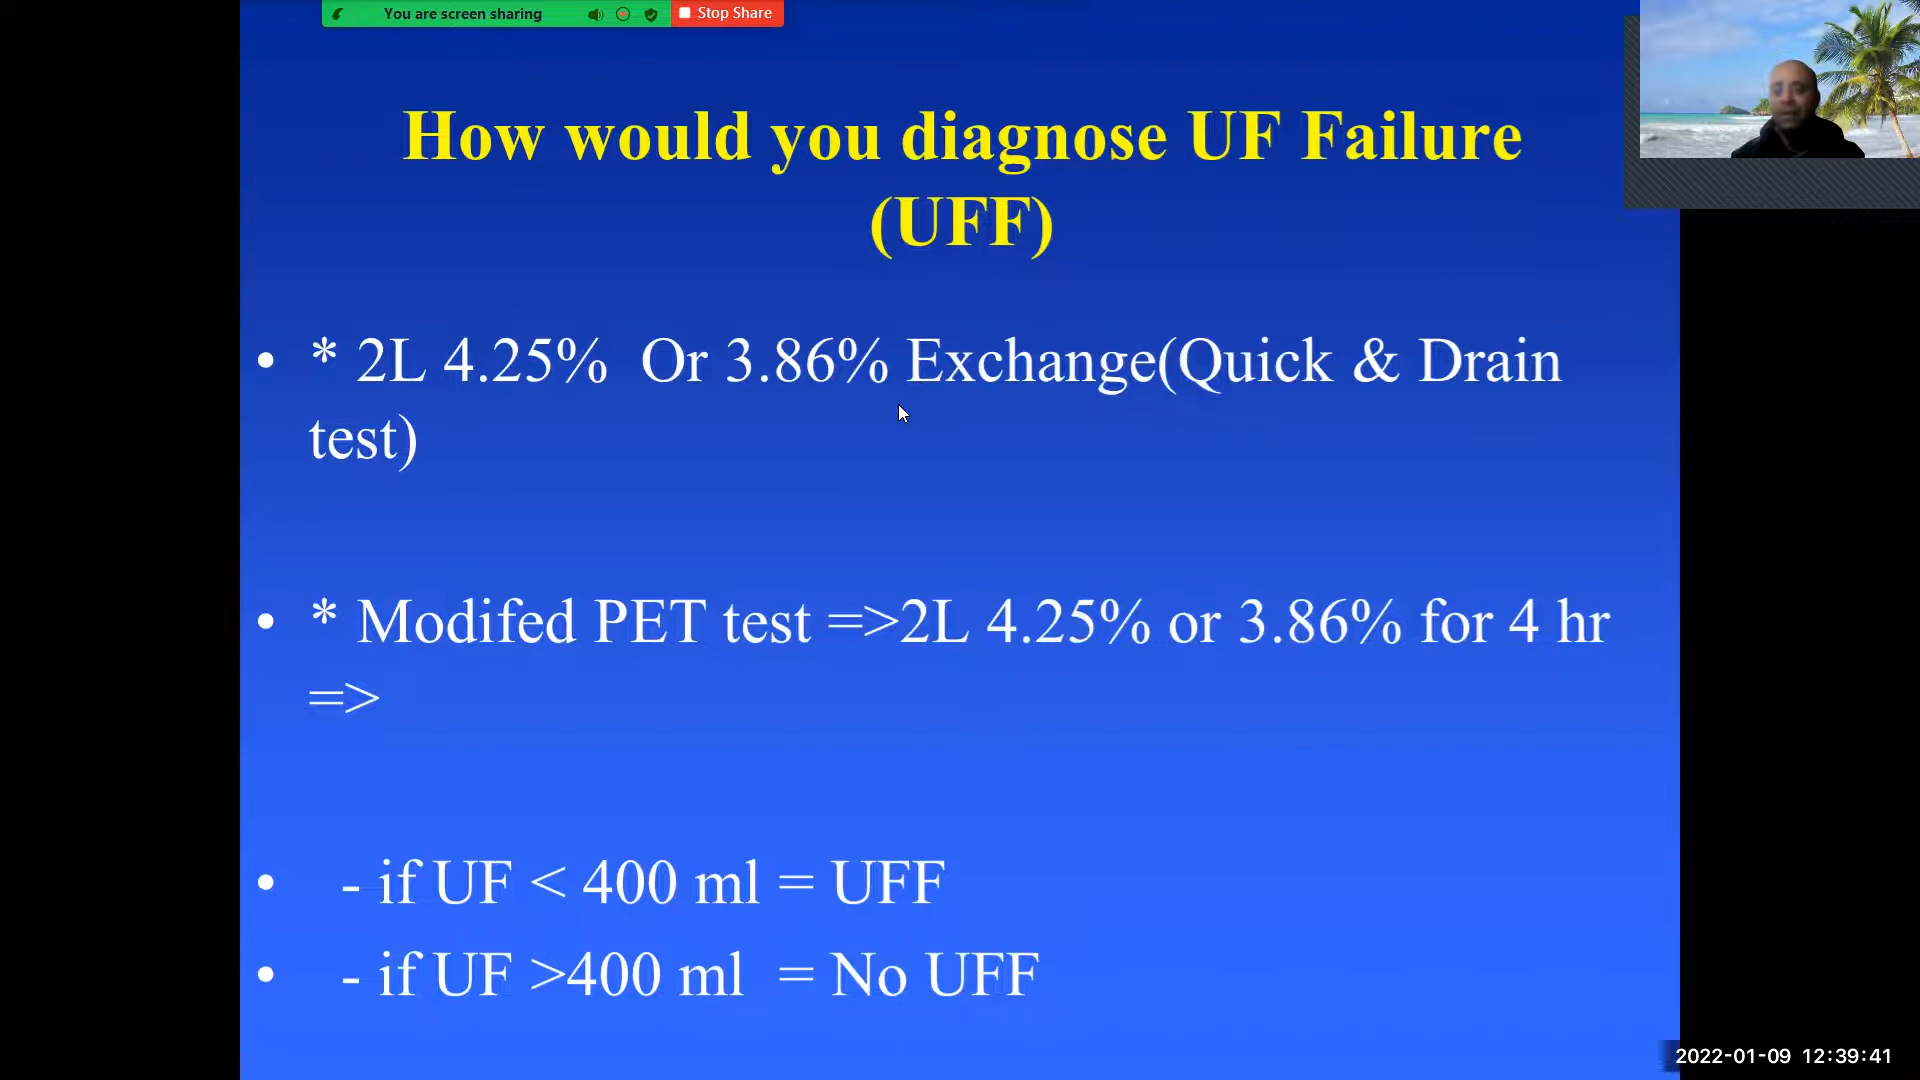 You are screen sharing
Stop Share
How would you diagnose UF Failure
(UFF)
• * 2L 4.25%  Or 3.86% Exchange(Quick & Drain
test)
• * Modifed PET test =>2L 4.25% or 3.86% for 4 hr
=>
•   - if UF < 400 ml = UFF
•   - if UF >400 ml  = No UFF
2022-01-09 12:39:41